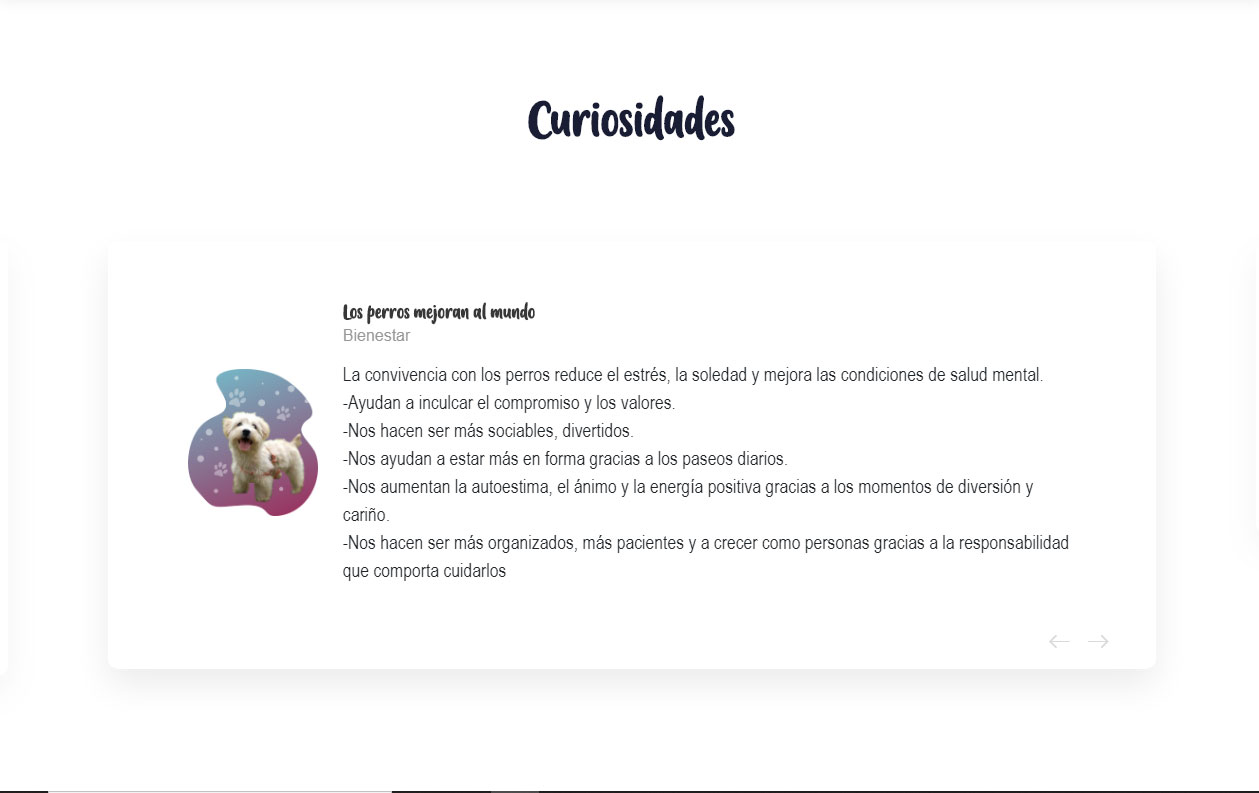 Curiosidades
Los perros mejoran al mundo
Bienestar
La convivencia con los perros reduce el estrés, la soledad y mejora las condiciones de salud mental.
-Ayudan a inculcar el compromiso y los valores.
-Nos hacen ser más sociables, divertidos.
-Nos ayudan a estar más en forma gracias a los paseos diarios.
-Nos aumentan la autoestima, el ánimo y la energía positiva gracias a los momentos de diversión y
cariño.
-Nos hacen ser más organizados, más pacientes y a crecer como personas gracias a la responsabilidad
que comporta cuidarlos